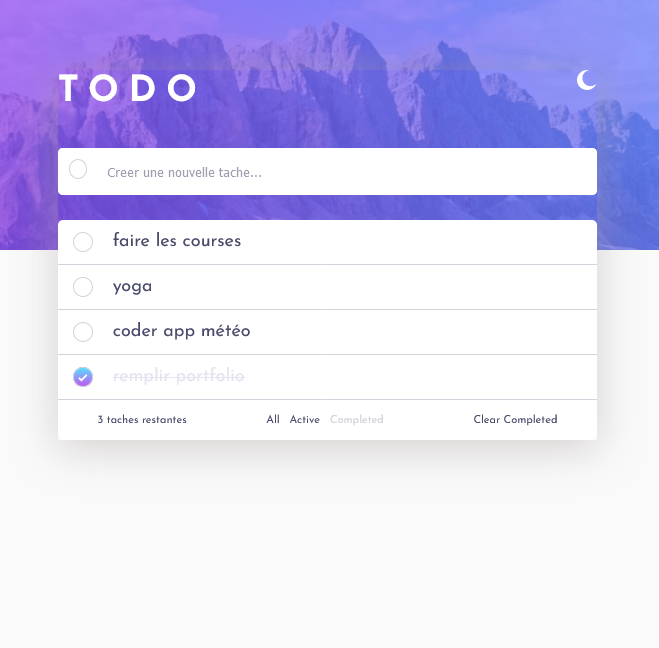 TODO
Creer une nouvelle tache...
faire les courses
yoga
coder app météo
remplir portfolio
3 taches restantes All Active Completed Clear Completed